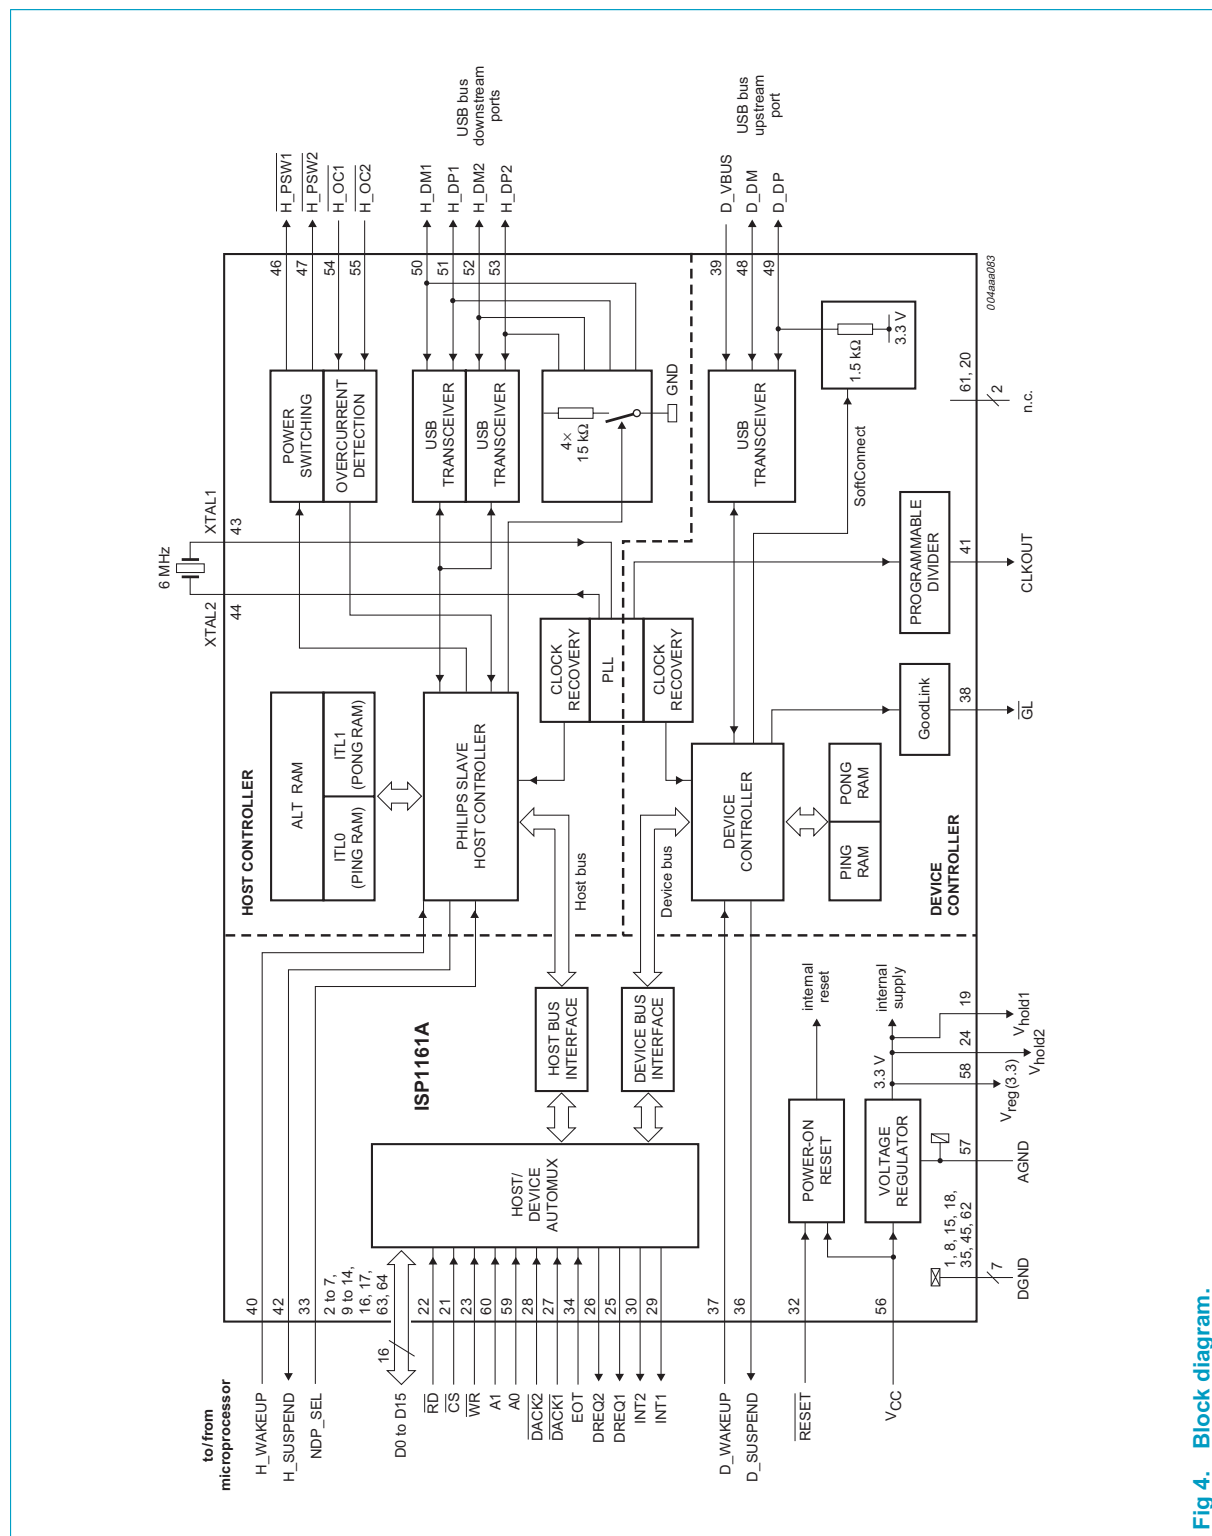 6 MHz
XTAL2
XTAL1
44
43
to/from
microprocessor
H_WAKEUP
40
H_SUSPEND
42
NDP_SEL
33
D0 to D15
16
2 to 7,
9 to 14,
16, 17,
63, 64
RD
22
CS
21
WR
23
A1
60
A0
59
DACK2
28
DACK1
27
EOT
34
DREQ2
26
DREQ1
25
INT2
30
INT1
29
D_WAKEUP
37
D_SUSPEND
36
RESET
32
VCC
56
ISP1161A
HOST/
DEVICE
AUTOMUX
HOST BUS
INTERFACE
DEVICE BUS
INTERFACE
Host bus
Device bus
POWER-ON
RESET
internal
reset
VOLTAGE
REGULATOR
3.3 V
internal
supply
HOST CONTROLLER
ALT RAM
ITL0
(PING RAM)
ITL1
(PONG RAM)
PHILIPS SLAVE
HOST CONTROLLER
CLOCK
RECOVERY
PLL
CLOCK
RECOVERY
DEVICE
CONTROLLER
PING
RAM
PONG
RAM
DEVICE
CONTROLLER
GoodLink
PROGRAMMABLE
DIVIDER
POWER
SWITCHING
OVERCURRENT
DETECTION
USB
TRANSCEIVER
USB
TRANSCEIVER
4×
15 kΩ
GND
USB
TRANSCEIVER
SoftConnect
1.5 kΩ
3.3 V
46
H_PSW1
47
H_PSW2
54
H_OC1
55
H_OC2
50
H_DM1
51
H_DP1
52
H_DM2
53
H_DP2
USB bus
downstream
ports
39
D_VBUS
48
D_DM
49
D_DP
USB bus
upstream
port
1, 8, 15, 18,
35, 45, 62
7
DGND
57
AGND
58
Vreg(3.3)
24
Vhold2
19
Vhold1
38
GL
41
CLKOUT
61, 20
2
n.c.
004aaa083
Fig 4. Block diagram.